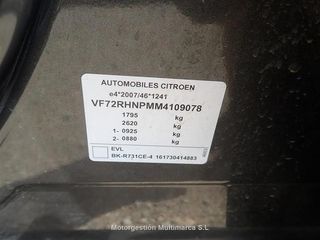 AUTOMOBILES CITROEN
e4*2007/46*1241
VF72RHNPMM4109078
1795 kg
2620 kg
1- 0925 kg
2- 0880 kg
EVL
BK-R731CE-4 161730414883
Motorgestión Multimarca S.L